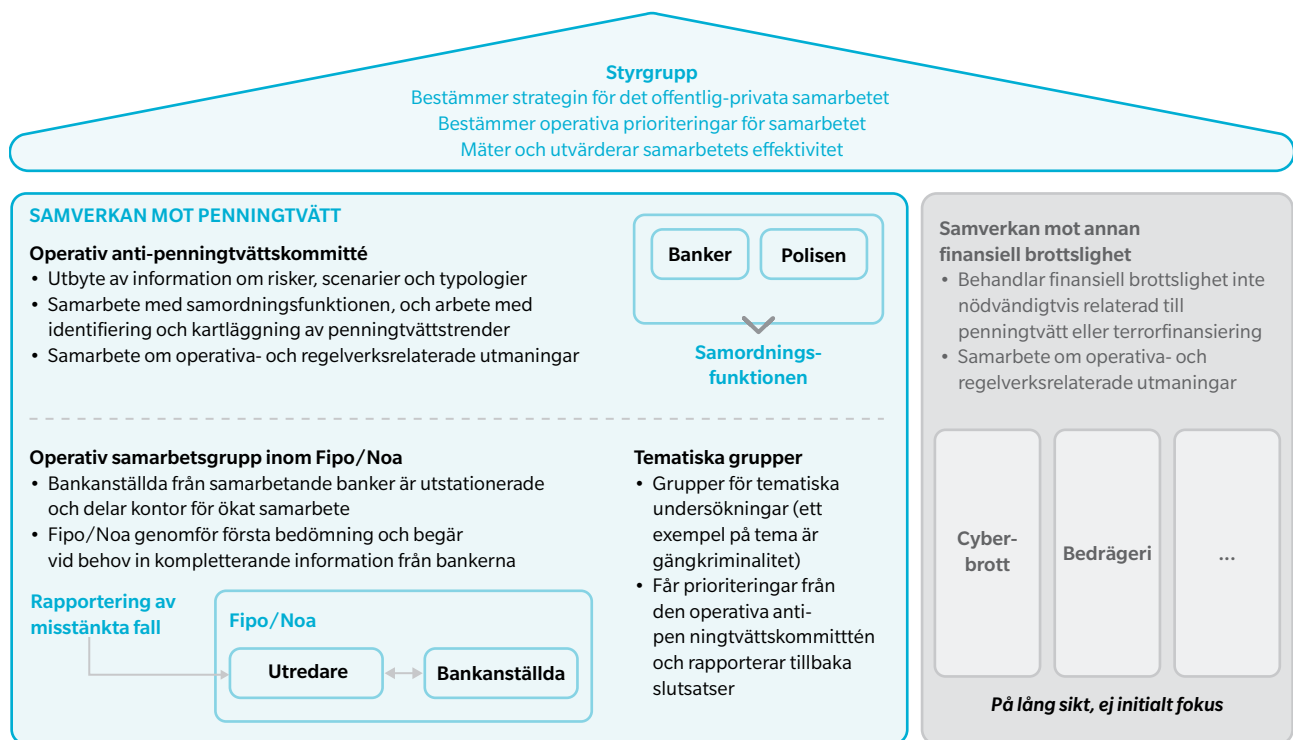 Styrgrupp
Bestämmer strategin för det offentlig-privata samarbetet
Bestämmer operativa prioriteringar för samarbetet
Mäter och utvärderar samarbetets effektivitet
SAMVERKAN MOT PENNINGTVÄTT
Operativ anti-penningtvättskommitté
• Utbyte av information om risker, scenarier och typologier
• Samarbete med samordningsfunktionen, och arbete med
identifiering och kartläggning av penningtvättstrender
• Samarbete om operativa- och regelverksrelaterade utmaningar
Banker
Polisen
Samordnings-
funktionen
Operativ samarbetsgrupp inom Fipo/Noa
• Bankanställda från samarbetande banker är utstationerade
och delar kontor för ökat samarbete
• Fipo/Noa genomför första bedömning och begär
vid behov in kompletterande information från bankerna
Rapportering av
misstänkta fall
Fipo/Noa
Utredare
Bankanställda
Tematiska grupper
• Grupper för tematiska
undersökningar (ett
exempel på tema är
gängkriminalitet)
• Får prioriteringar från
den operativa anti-
pen ningtvättskommitttén
och rapporterar tillbaka
slutsatser
Samverkan mot annan
finansiell brottslighet
• Behandlar finansiell brottslighet inte
nödvändigtvis relaterad till
penningtvätt eller terrorfinansiering
• Samarbete om operativa- och
regelverksrelaterade utmaningar
Cyber-
brott
Bedrägeri
...
På lång sikt, ej initialt fokus